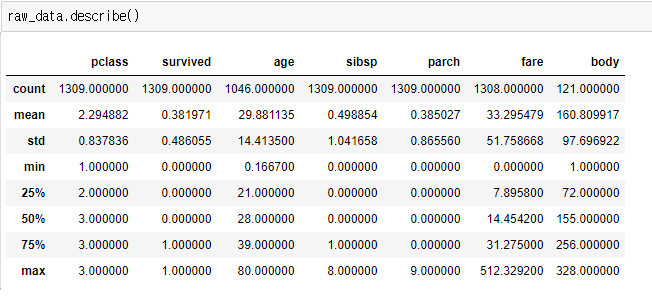 raw_data.describe()
pclass survived age sibsp parch fare body
count 1309.000000 1309.000000 1046.000000 1309.000000 1309.000000 1308.000000 121.000000
mean 2.294882 0.381971 29.881135 0.498854 0.385027 33.295479 160.809917
std 0.837836 0.486055 14.413500 1.041658 0.865560 51.758668 97.696922
min 1.000000 0.000000 0.166700 0.000000 0.000000 0.000000 1.000000
25% 2.000000 0.000000 21.000000 0.000000 0.000000 7.895800 72.000000
50% 3.000000 0.000000 28.000000 0.000000 0.000000 14.454200 155.000000
75% 3.000000 1.000000 39.000000 1.000000 0.000000 31.275000 256.000000
max 3.000000 1.000000 80.000000 8.000000 9.000000 512.329200 328.000000